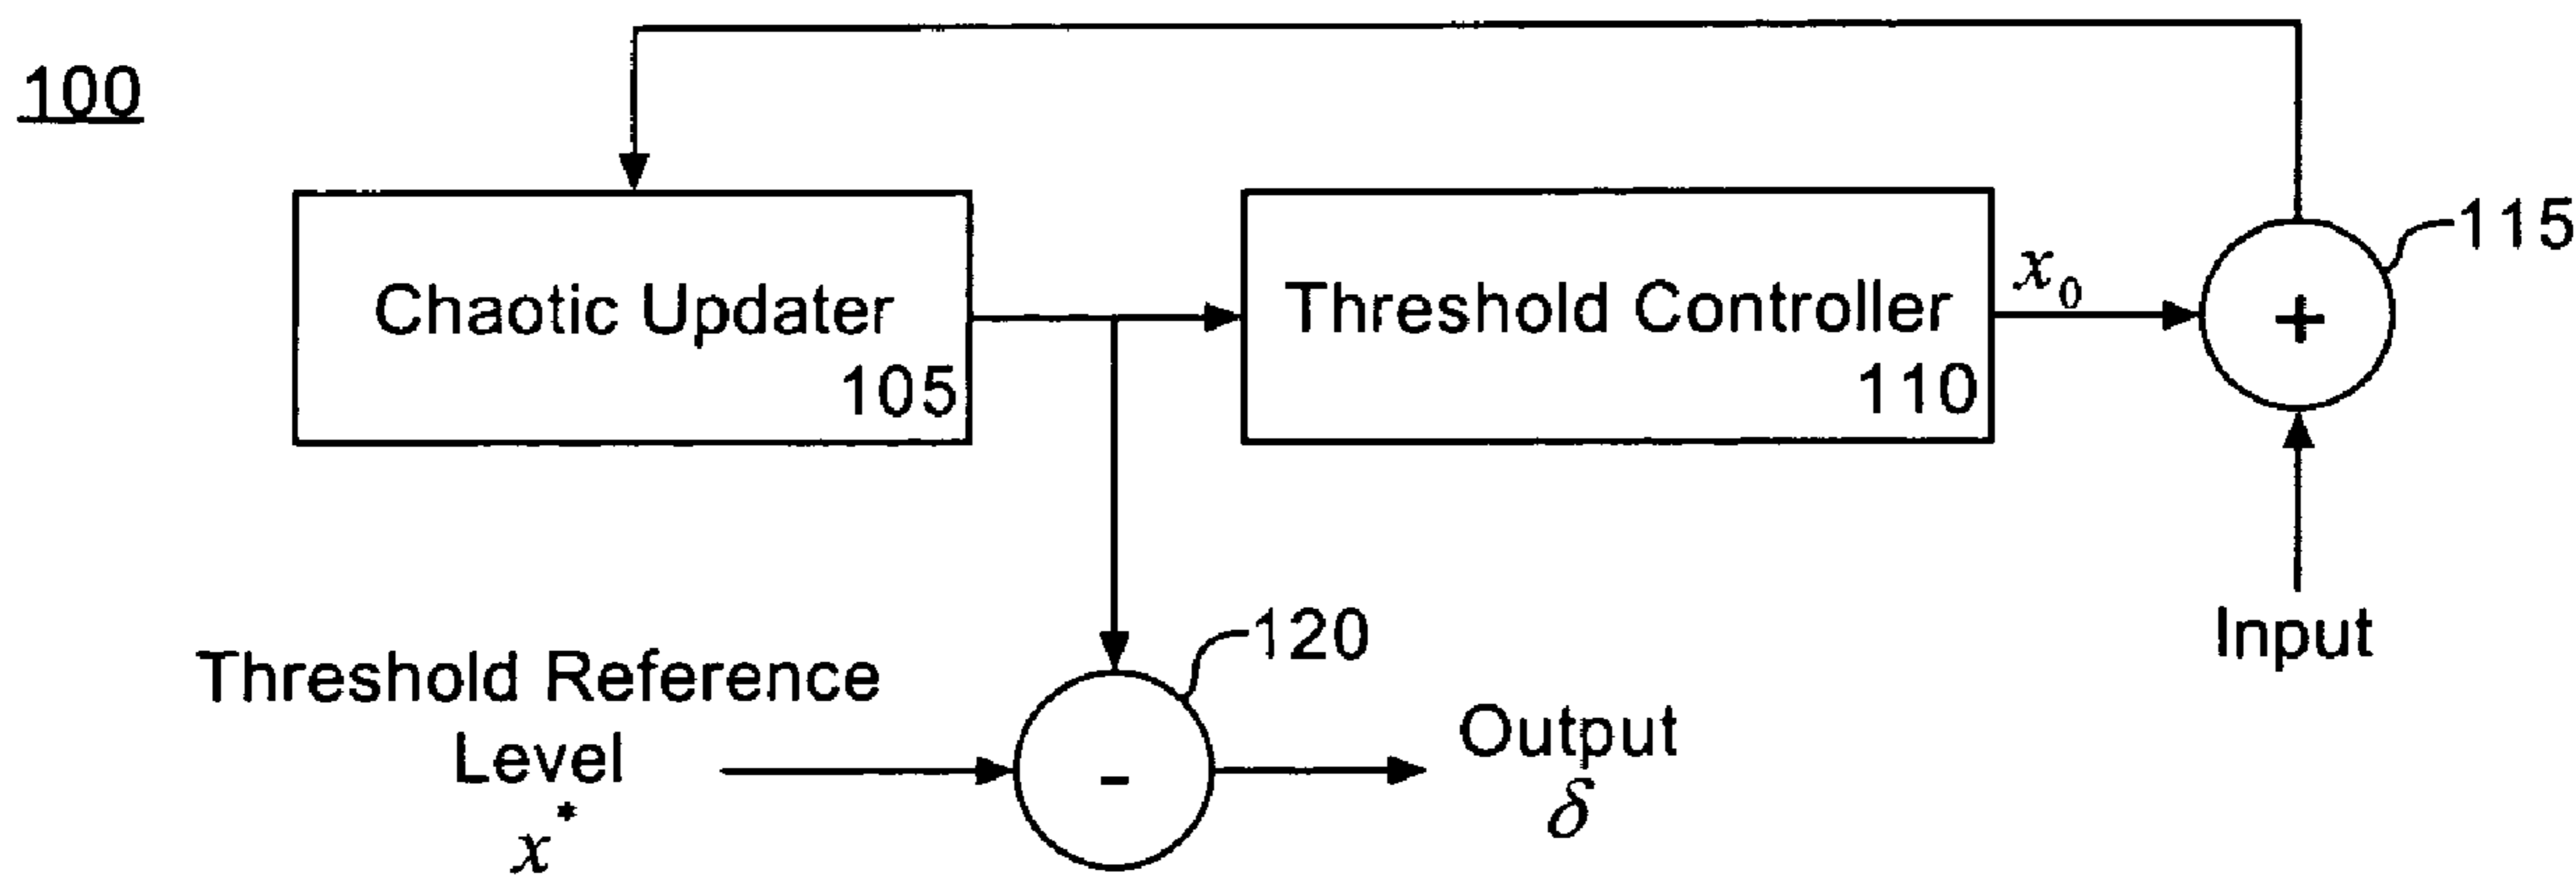 100
Chaotic Updater
105
Threshold Controller
110
x₀
+
115
Input
Threshold Reference
Level
x*
-
120
Output
δ